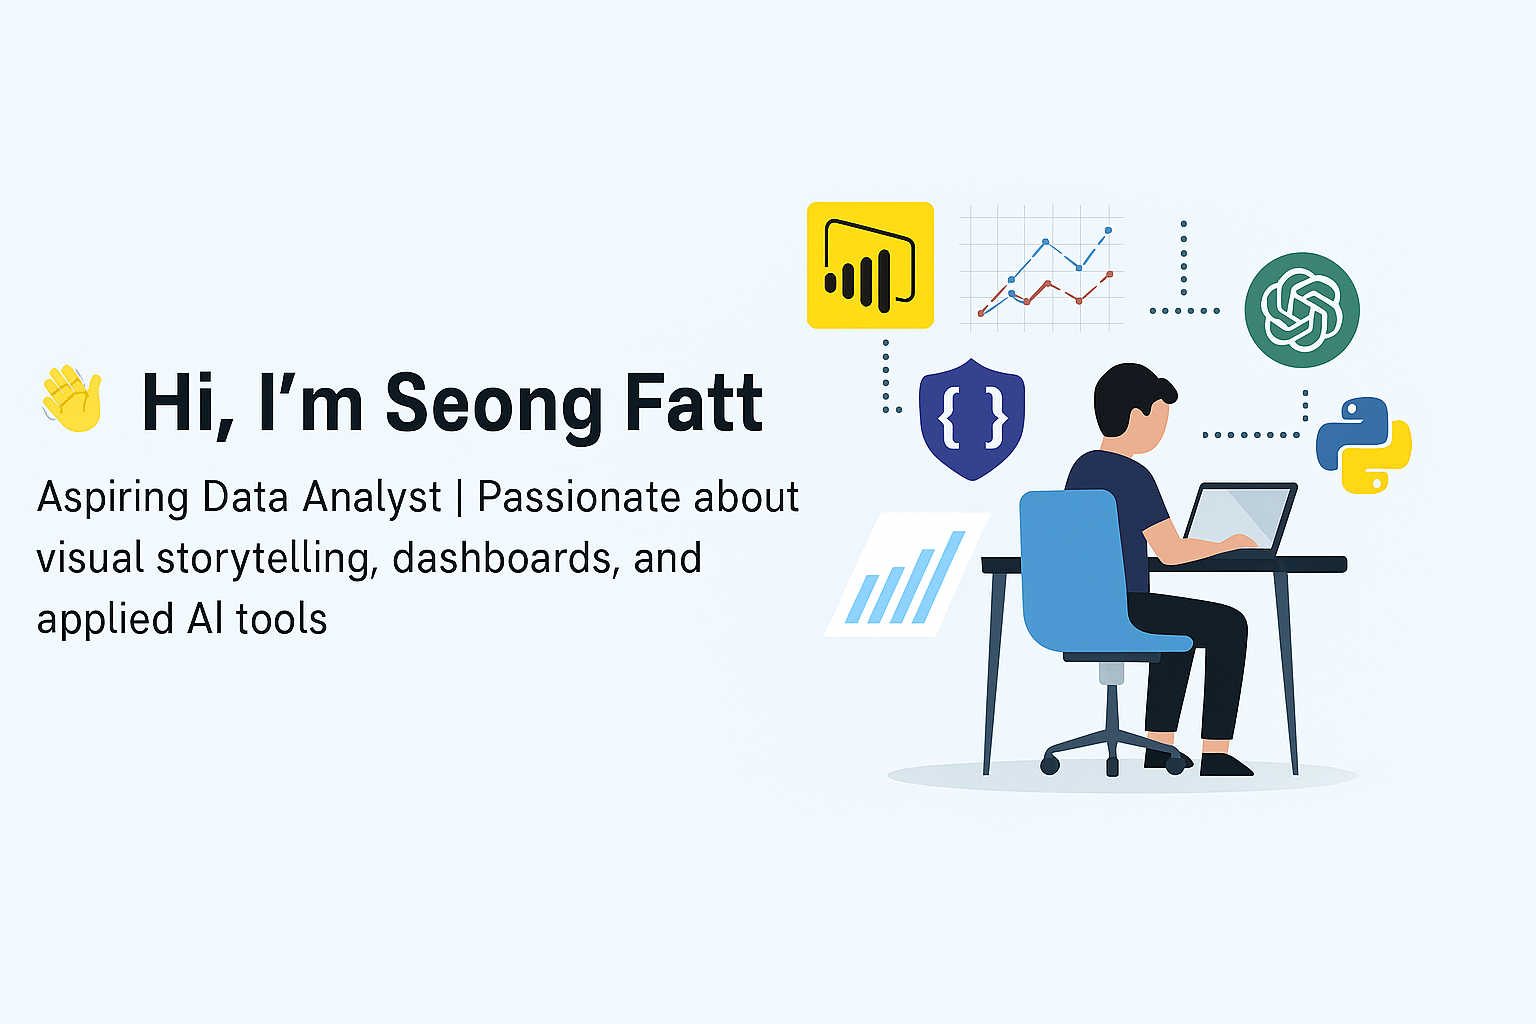 👋 Hi, I’m Seong Fatt
Aspiring Data Analyst | Passionate about
visual storytelling, dashboards, and
applied AI tools
{ }